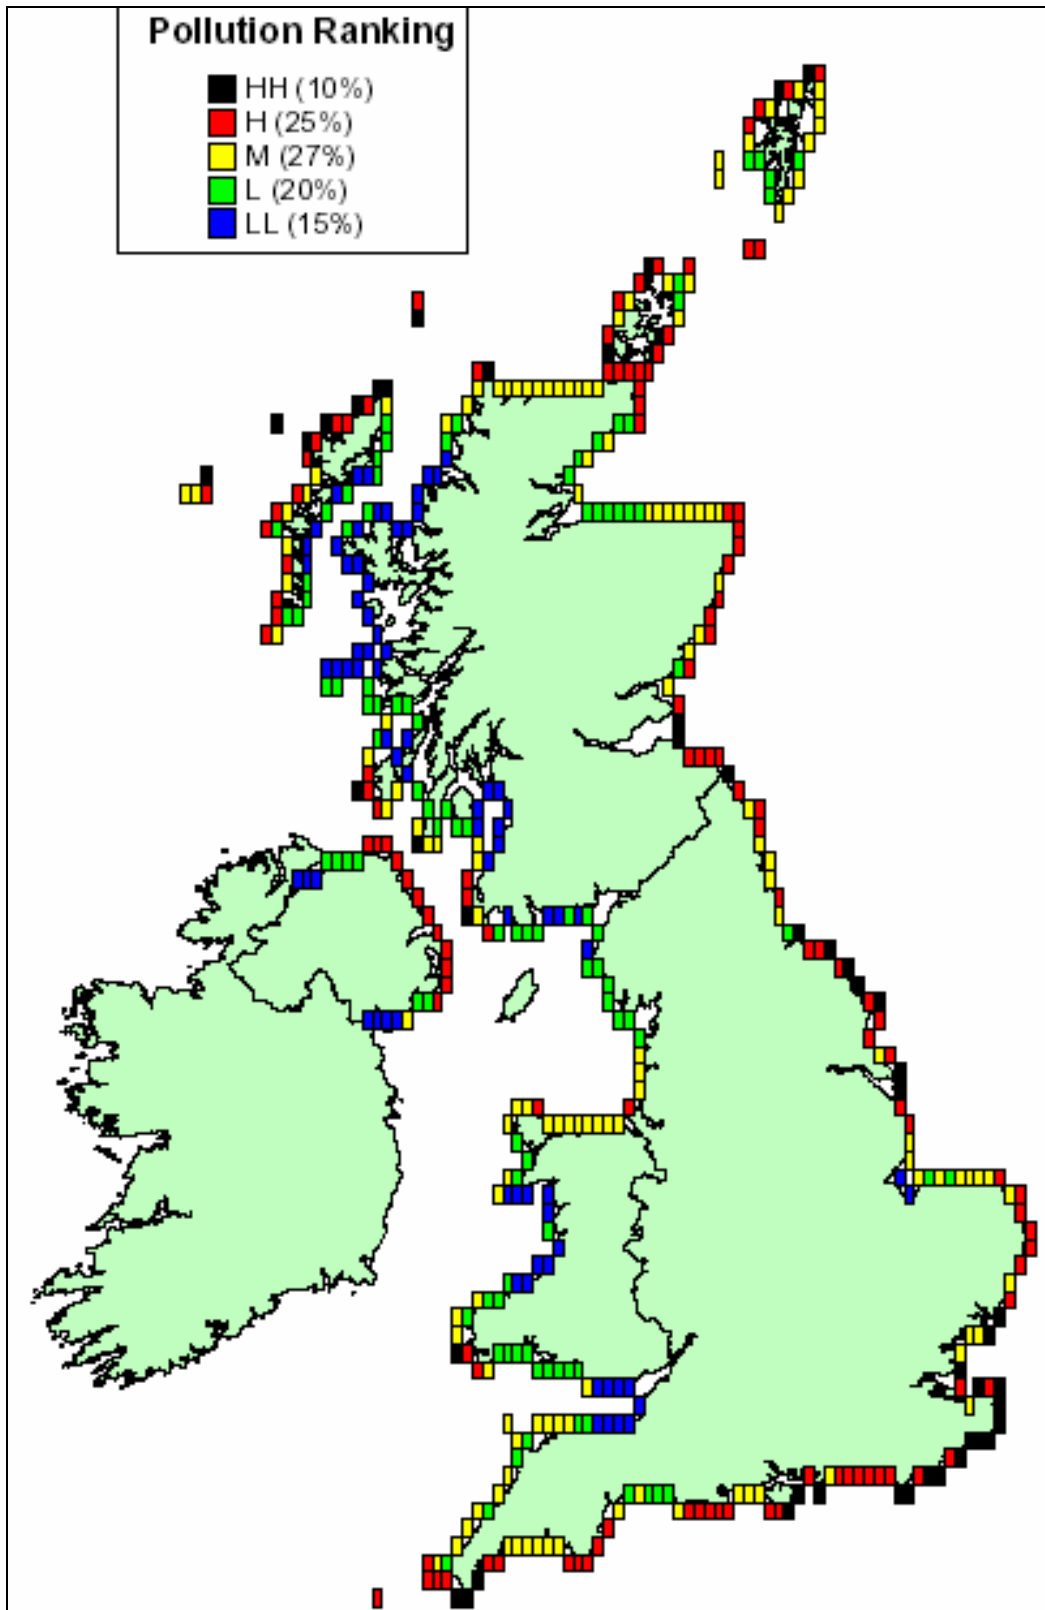 Pollution Ranking
HH (10%)
H (25%)
M (27%)
L (20%)
LL (15%)